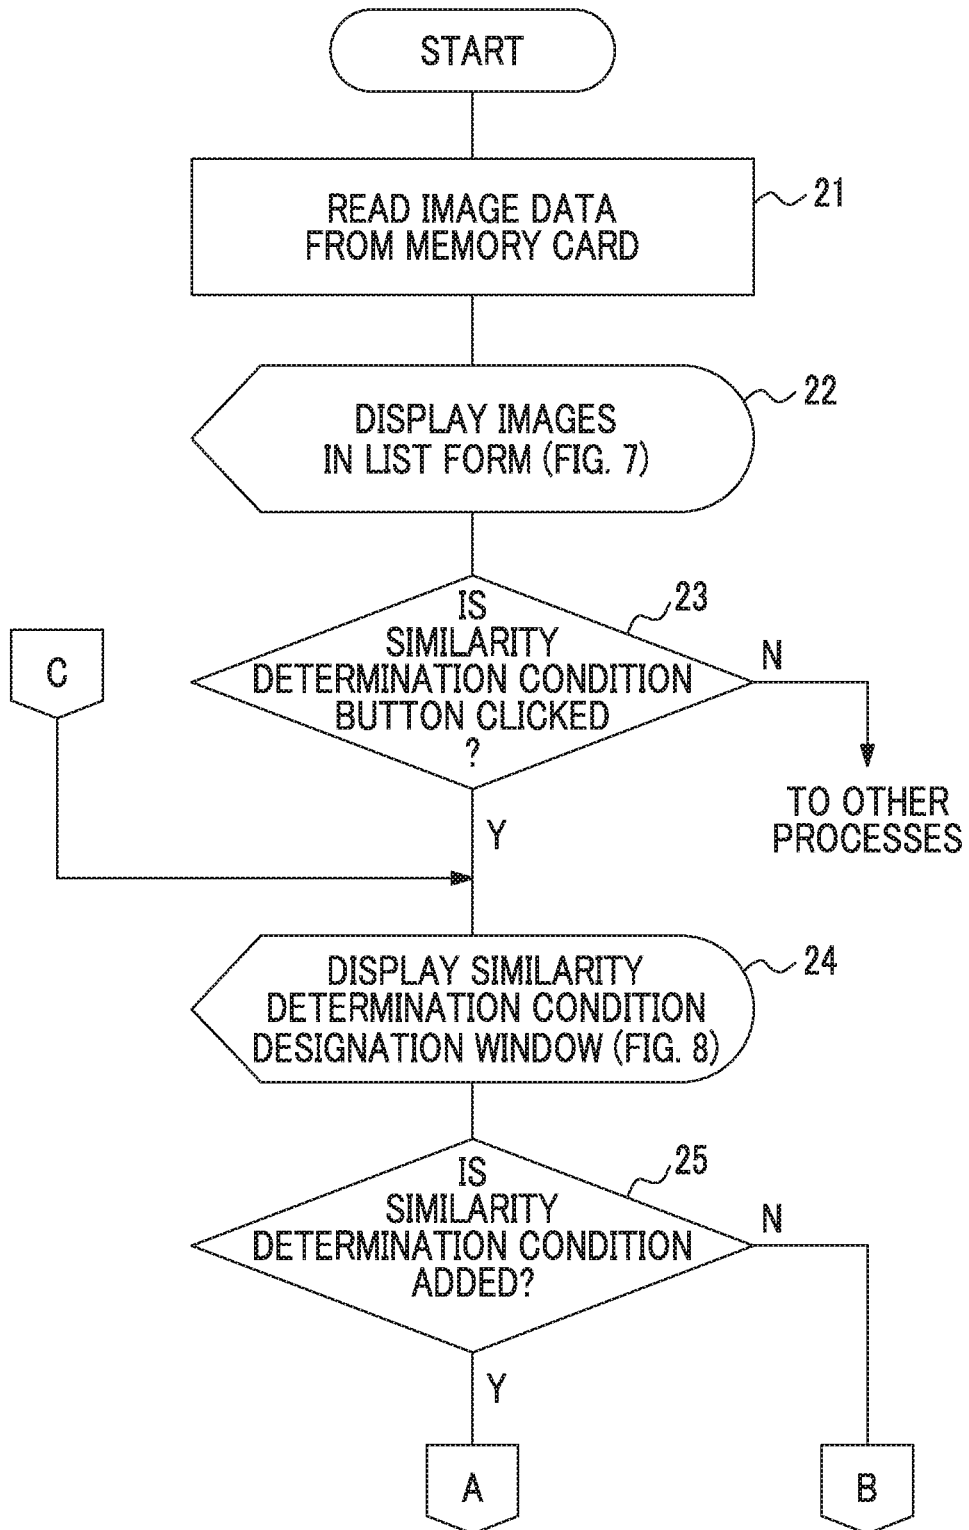 START
READ IMAGE DATA
FROM MEMORY CARD
21
DISPLAY IMAGES
IN LIST FORM (FIG. 7)
22
IS
SIMILARITY
DETERMINATION CONDITION
BUTTON CLICKED
?
23
N
C
TO OTHER
PROCESSES
Y
DISPLAY SIMILARITY
DETERMINATION CONDITION
DESIGNATION WINDOW (FIG. 8)
24
IS
SIMILARITY
DETERMINATION CONDITION
ADDED?
25
N
Y
A
B